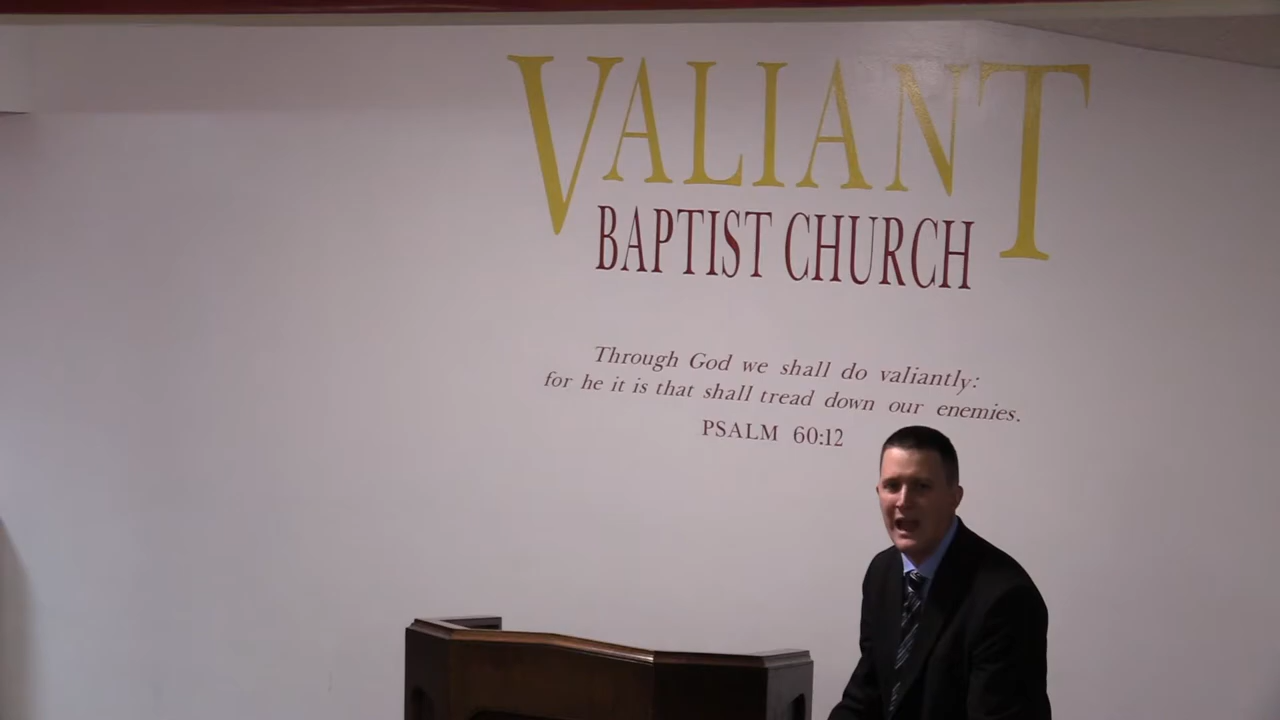 VALIANT
BAPTIST CHURCH
Through God we shall do valiantly:
for he it is that shall tread down our enemies.
PSALM 60:12